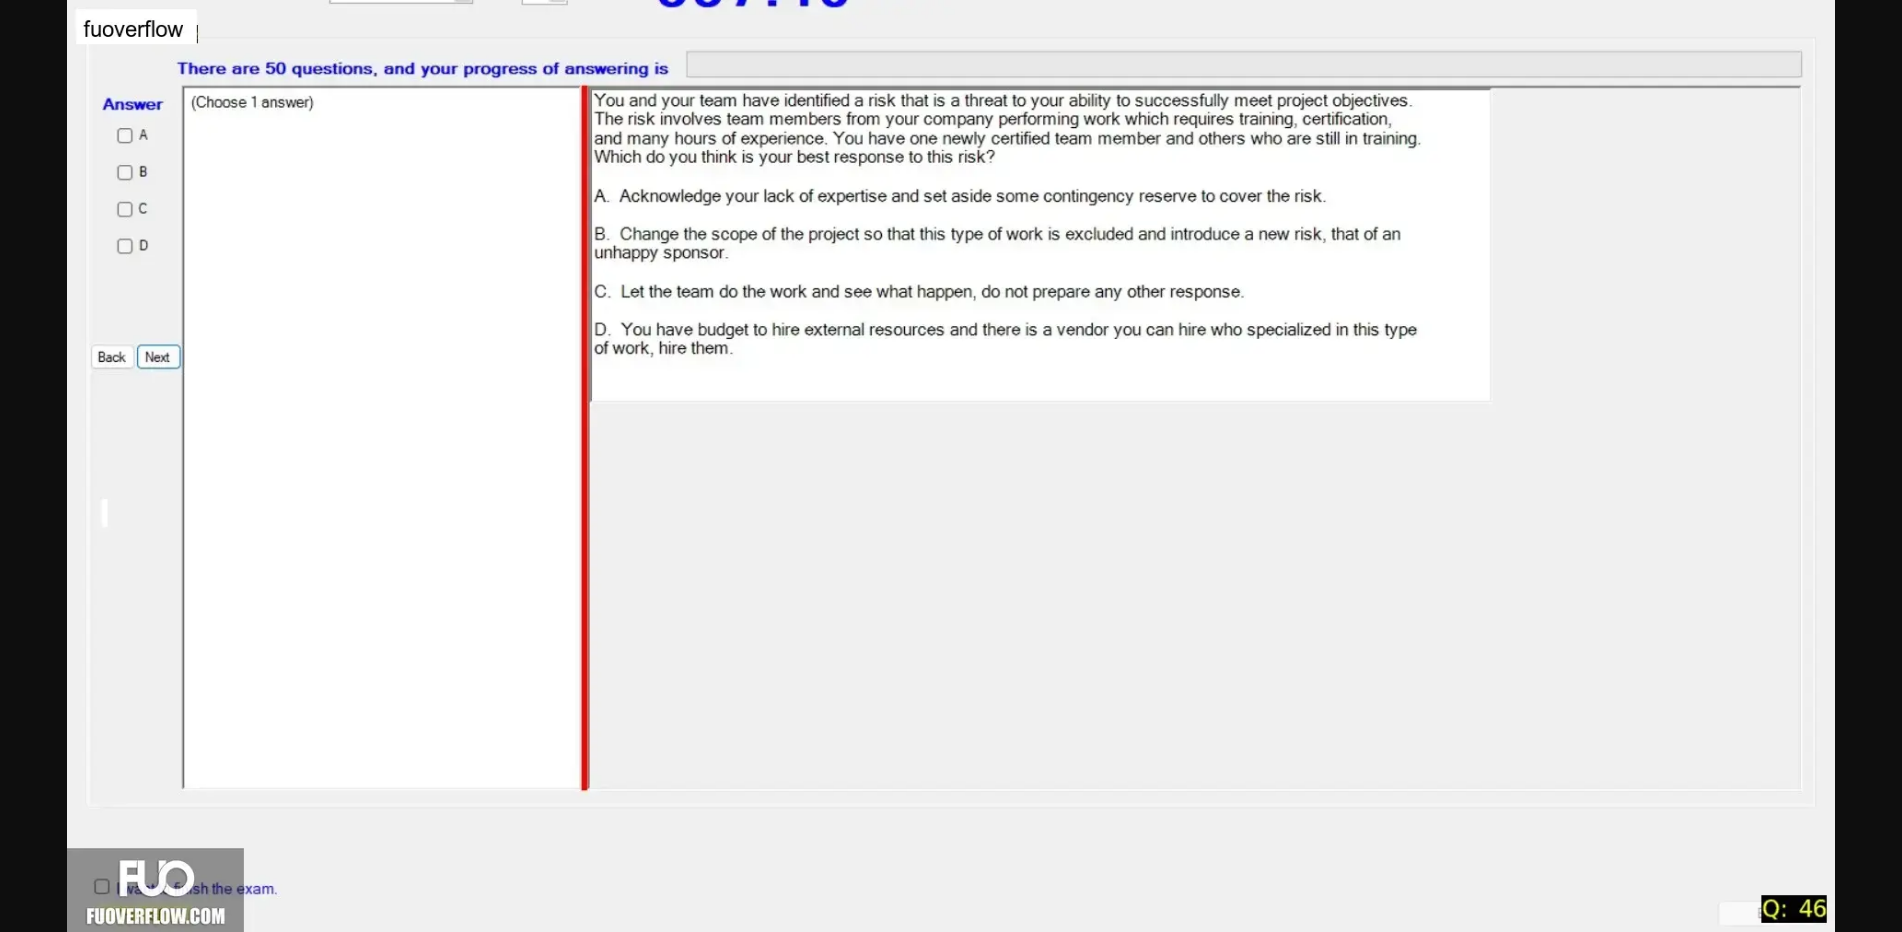 fuoverflow
There are 50 questions, and your progress of answering is
Answer
(Choose 1 answer)
A
B
C
D
Back Next
You and your team have identified a risk that is a threat to your ability to successfully meet project objectives.
The risk involves team members from your company performing work which requires training, certification,
and many hours of experience. You have one newly certified team member and others who are still in training.
Which do you think is your best response to this risk?
A. Acknowledge your lack of expertise and set aside some contingency reserve to cover the risk.
B. Change the scope of the project so that this type of work is excluded and introduce a new risk, that of an
unhappy sponsor.
C. Let the team do the work and see what happen, do not prepare any other response.
D. You have budget to hire external resources and there is a vendor you can hire who specialized in this type
of work, hire them.
FUO
the exam.
FUOVERFLOW.COM
Q: 46